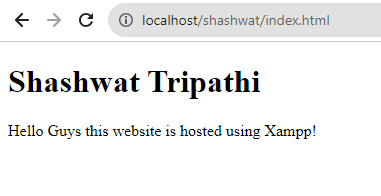 localhost/shashwat/index.html
Shashwat Tripathi
Hello Guys this website is hosted using Xampp!